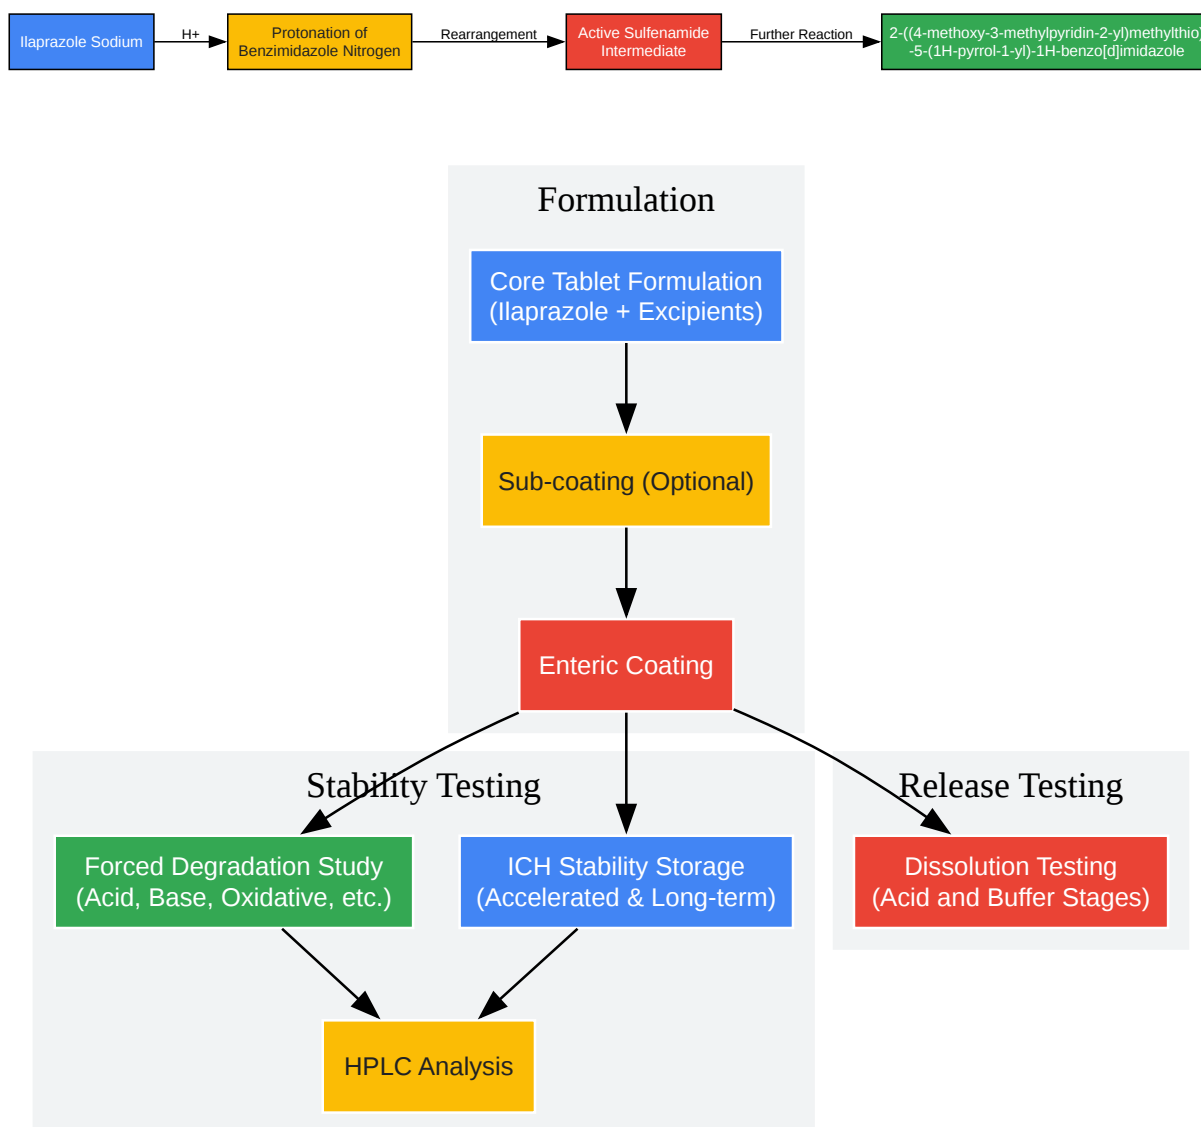 Ilaprazole Sodium
H+
Protonation of
Benzimidazole Nitrogen
Rearrangement
Active Sulfenamide
Intermediate
Further Reaction
2-((4-methoxy-3-methylpyridin-2-yl)methylthio)
-5-(1H-pyrrol-1-yl)-1H-benzo[d]imidazole
Formulation
Core Tablet Formulation
(Ilaprazole + Excipients)
Sub-coating (Optional)
Enteric Coating
Stability Testing
Release Testing
Forced Degradation Study
(Acid, Base, Oxidative, etc.)
ICH Stability Storage
(Accelerated & Long-term)
Dissolution Testing
(Acid and Buffer Stages)
HPLC Analysis